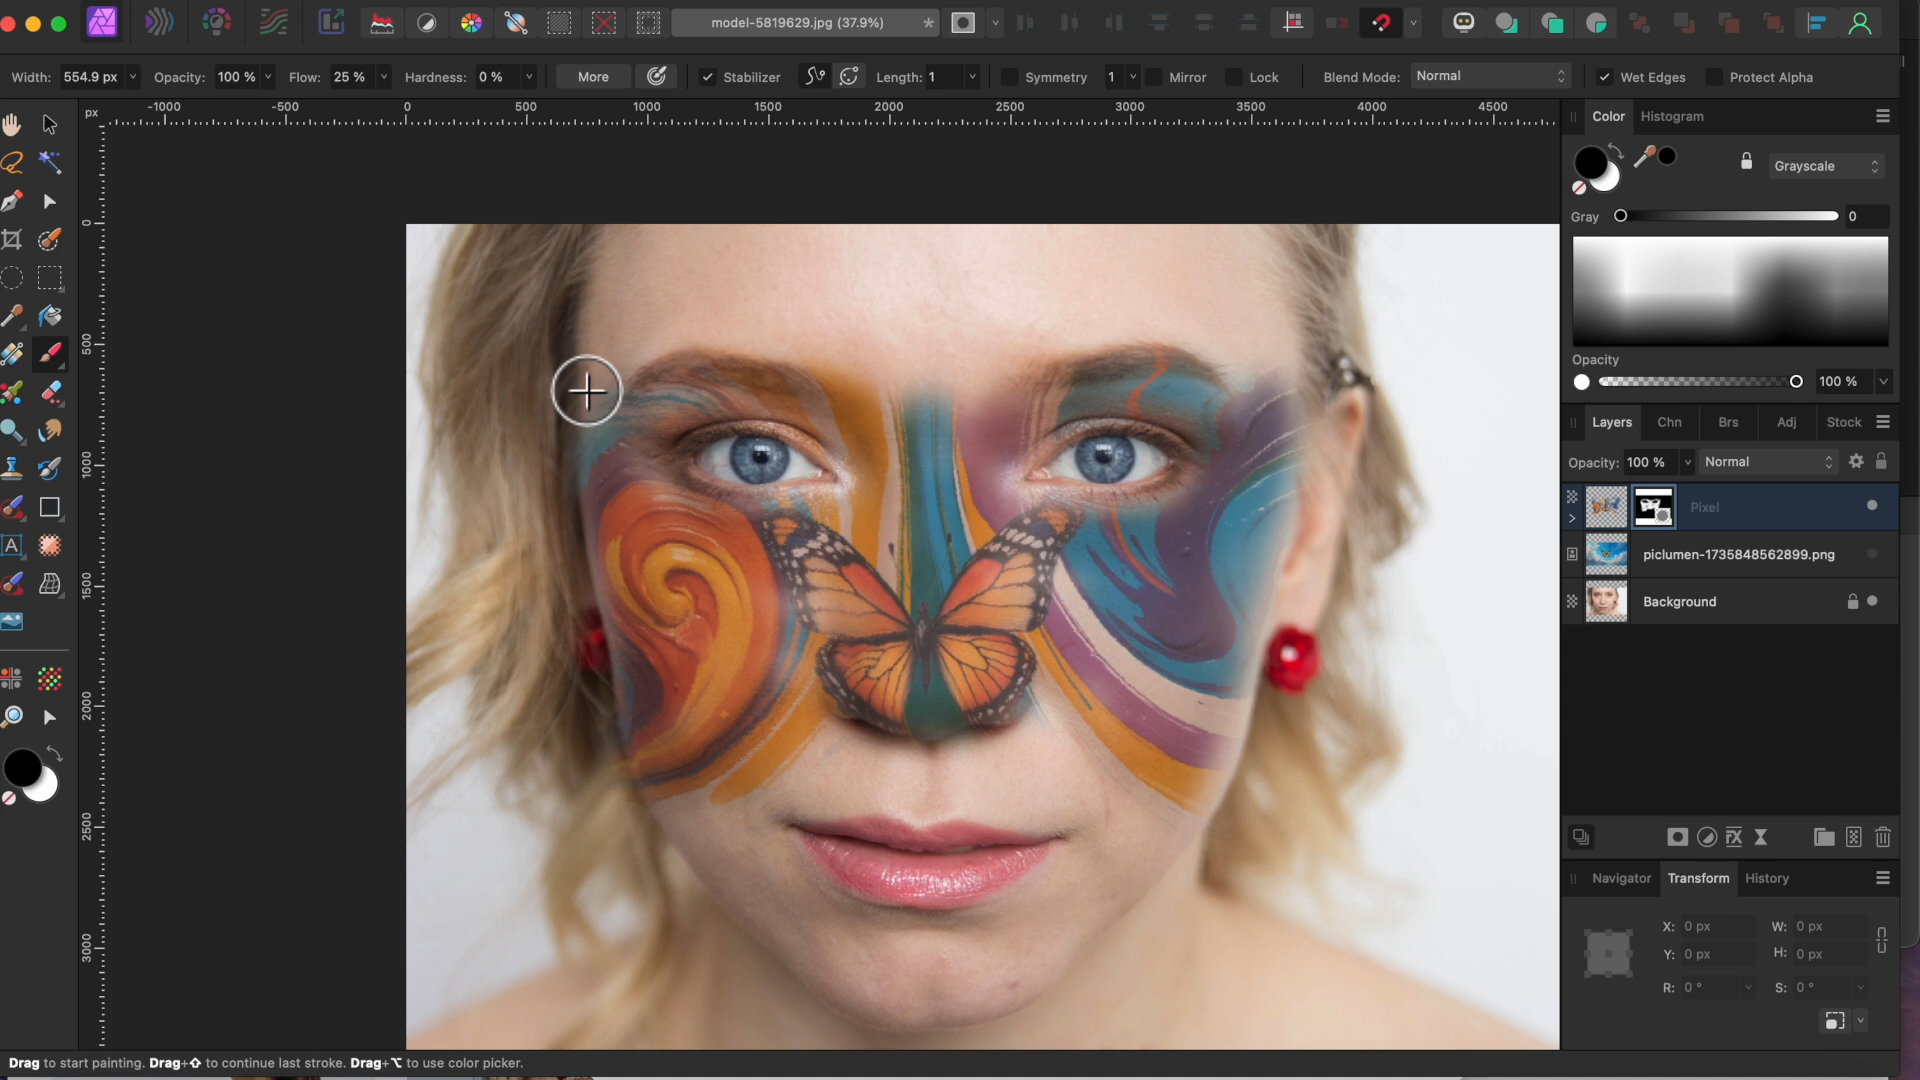 model-5819629.jpg (37.9%) *
Width: 554.9 px Opacity: 100 % Flow: 25 % Hardness: 0 % More Stabilizer Length: 1 Symmetry 1 Mirror Lock Blend Mode: Normal Wet Edges Protect Alpha
px -1000 -500 0 500 1000 1500 2000 2500 3000 3500 4000 4500
0
500
1000
1500
2000
2500
3000
A
Color Histogram
Grayscale
Gray 0
Opacity
100 %
Layers Chn Brs Adj Stock
Opacity: 100 % Normal
Pixel
piclumen-1735848562899.png
Background
fx
Navigator Transform History
X: 0 px W: 0 px
Y: 0 px H: 0 px
R: 0 ° S: 0 °
Drag to start painting. Drag+⇧ to continue last stroke. Drag+⌥ to use color picker.